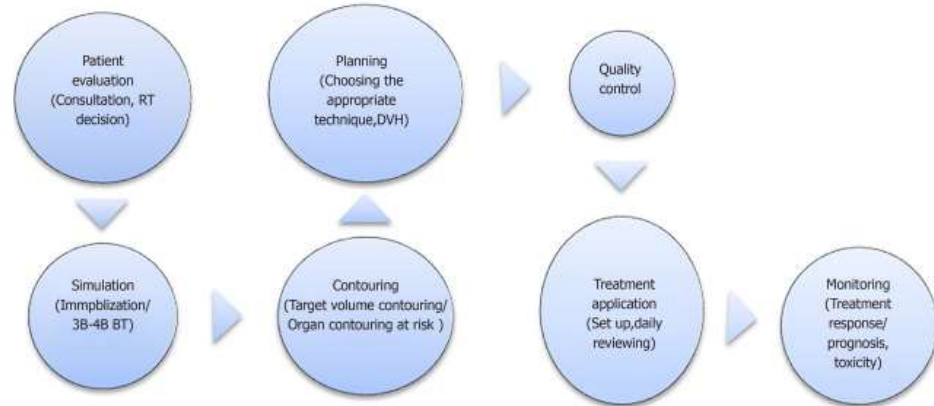 Patient
evaluation
(Consultation, RT
decision)
Simulation
(Immpblization/
3B-4B BT)
Contouring
(Target volume contouring/
Organ contouring at risk )
Planning
(Choosing the
appropriate
technique,DVH)
Quality
control
Treatment
application
(Set up,daily
reviewing)
Monitoring
(Treatment
response/
prognosis,
toxicity)